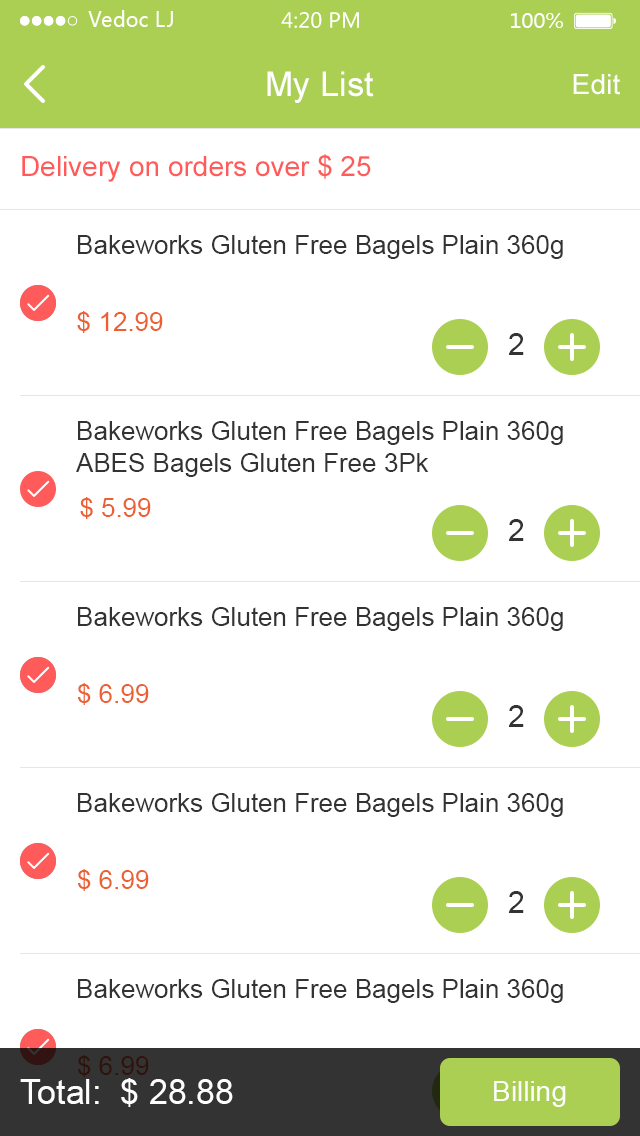 Vedoc LJ 4:20 PM 100%
My List Edit
Delivery on orders over $ 25
Bakeworks Gluten Free Bagels Plain 360g
$ 12.99
2
Bakeworks Gluten Free Bagels Plain 360g
ABES Bagels Gluten Free 3Pk
$ 5.99
2
Bakeworks Gluten Free Bagels Plain 360g
$ 6.99
2
Bakeworks Gluten Free Bagels Plain 360g
$ 6.99
2
Bakeworks Gluten Free Bagels Plain 360g
$ 6.99
Total: $ 28.88 Billing